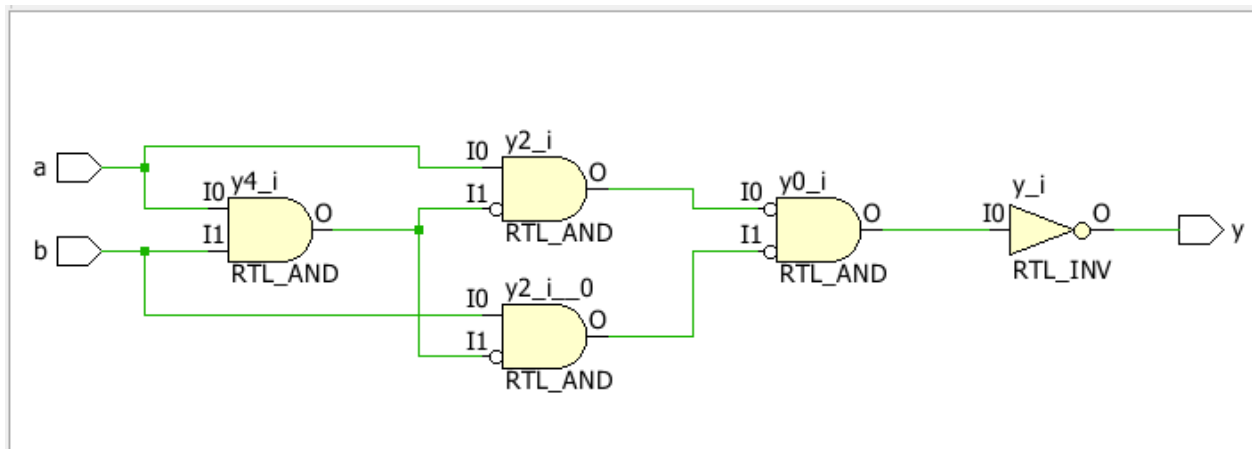 a
b
I0
I1
y4_i
O
RTL_AND
I0
I1
y2_i
O
RTL_AND
I0
I1
y2_i__0
O
RTL_AND
I0
I1
y0_i
O
RTL_AND
I0
y_i
O
RTL_INV
y